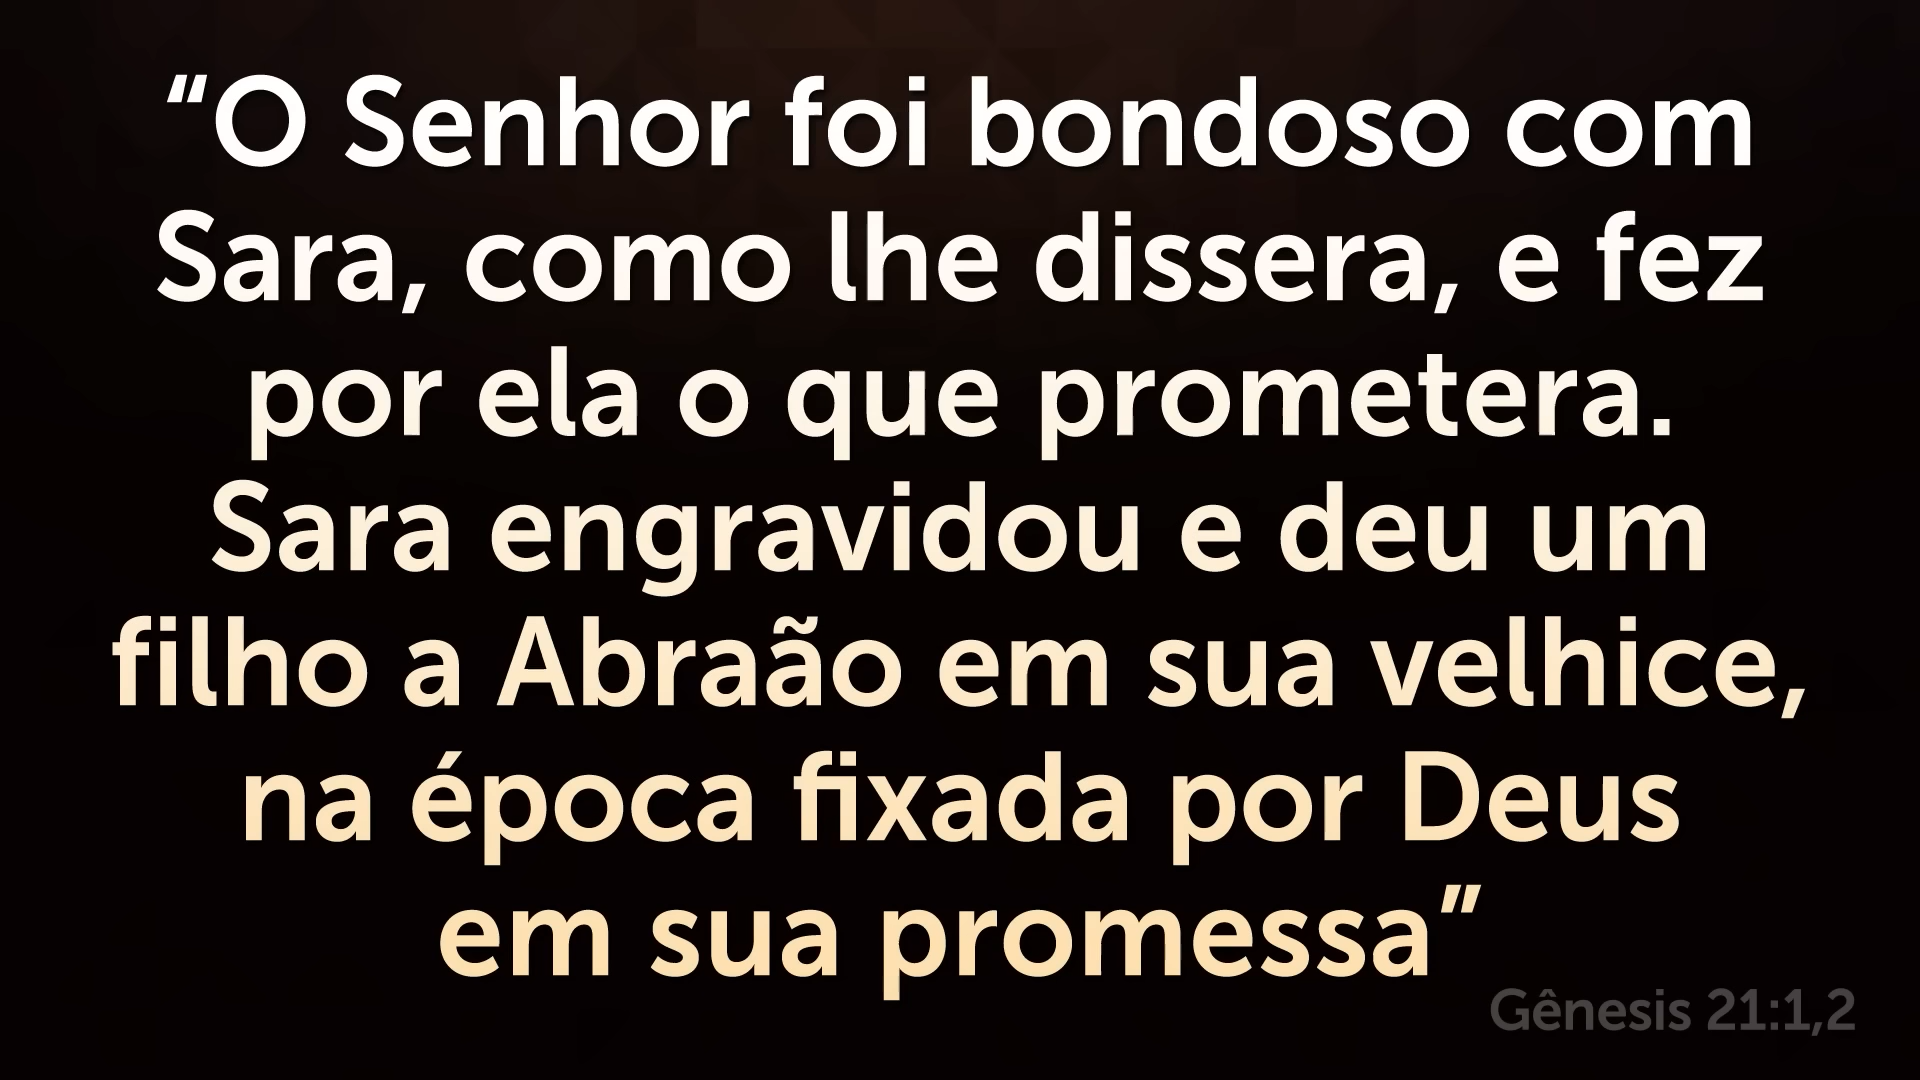 “O Senhor foi bondoso com
Sara, como lhe dissera, e fez
por ela o que prometera.
Sara engravidou e deu um
filho a Abraão em sua velhice,
na época fixada por Deus
em sua promessa”
Gênesis 21:1,2